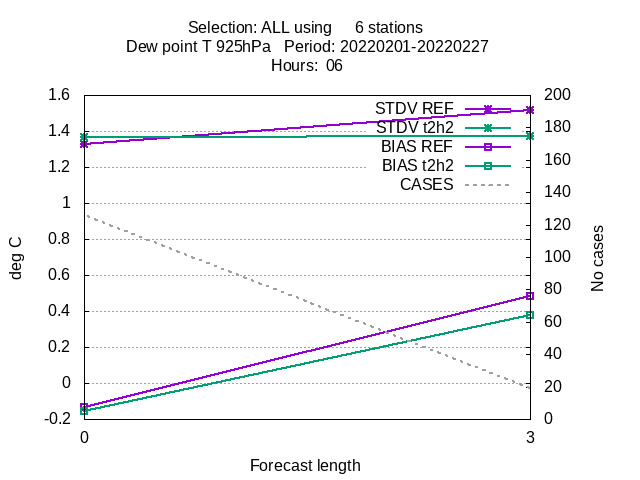 Selection: ALL using     6 stations
Dew point T 925hPa   Period: 20220201-20220227
Hours:  06
1.6
1.4
1.2
1
0.8
0.6
0.4
0.2
0
-0.2
deg C
STDV REF
STDV t2h2
BIAS REF
BIAS t2h2
CASES
200
180
160
140
120
100
80
60
40
20
0
No cases
0
3
Forecast length